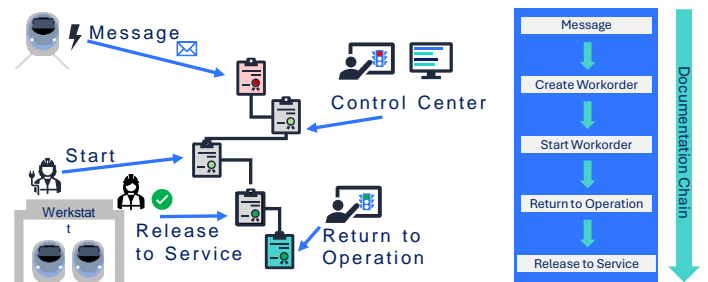 Message
Control Center
Start
Werkstat
t
Release
to Service
Return to
Operation
Message
Create Workorder
Start Workorder
Return to Operation
Release to Service
Documentation Chain